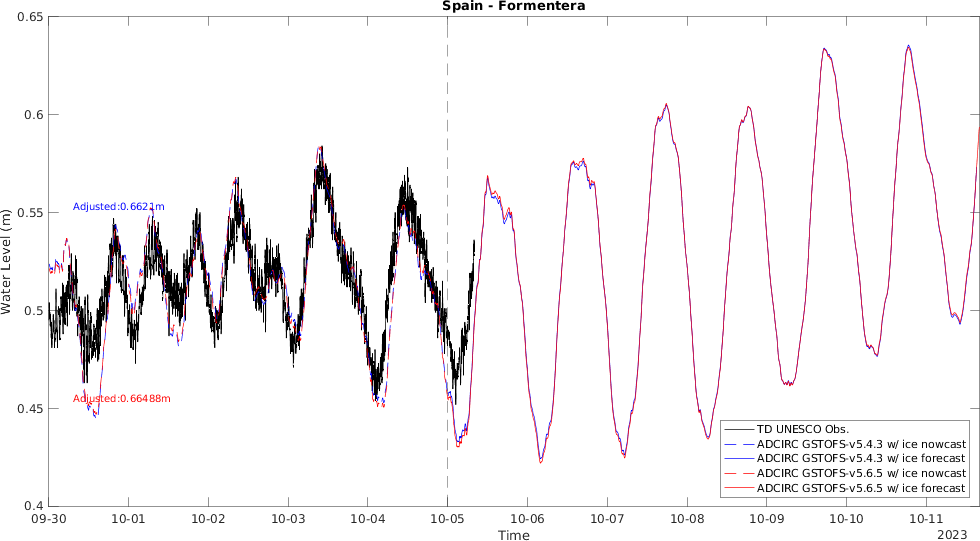 Spain - Formentera
0.65
0.6
0.55
0.5
0.45
0.4
Water Level (m)
Adjusted:0.6621m
Adjusted:0.66488m
TD UNESCO Obs.
ADCIRC GSTOFS-v5.4.3 w/ ice nowcast
ADCIRC GSTOFS-v5.4.3 w/ ice forecast
ADCIRC GSTOFS-v5.6.5 w/ ice nowcast
ADCIRC GSTOFS-v5.6.5 w/ ice forecast
09-30 10-01 10-02 10-03 10-04 10-05 10-06 10-07 10-08 10-09 10-10 10-11
Time
2023